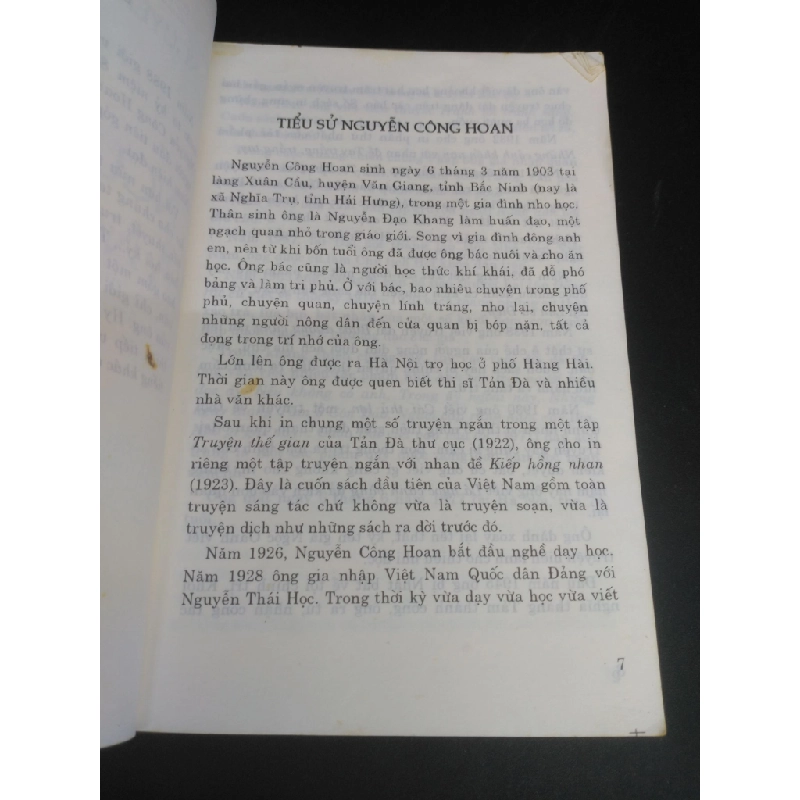 TIỂU SỬ NGUYỄN CÔNG HOAN
Nguyễn Công Hoan sinh ngày 6 tháng 3 năm 1903 tại
làng Xuân Cầu, huyện Văn Giang, tỉnh Bắc Ninh (nay là
xã Nghĩa Trụ, tỉnh Hải Hưng), trong một gia đình nho học.
Thân sinh ông là Nguyễn Đạo Khang làm huấn đạo, một
ngạch quan nhỏ trong giáo giới. Song vì gia đình đông anh
em, nên từ khi bốn tuổi ông đã được ông bác nuôi và cho ăn
học. Ông bác cũng là người học thức khí khái, đã đỗ phó
bảng và làm tri phủ. Ở với bác, bao nhiêu chuyện trong phố
phủ, chuyện quan, chuyện lính tráng, nho lại, chuyện
những người nông dân đến cửa quan bị bóp nặn, tất cả
đọng trong trí nhớ của ông.
Lớn lên ông được ra Hà Nội trọ học ở phố Hàng Hài.
Thời gian này ông được quen biết thi sĩ Tản Đà và nhiều
nhà văn khác.
Sau khi in chung một số truyện ngắn trong một tập
Truyện thế gian của Tản Đà thư cục (1922), ông cho in
riêng một tập truyện ngắn với nhan đề Kiếp hồng nhan
(1923). Đây là cuốn sách đầu tiên của Việt Nam gồm toàn
truyện sáng tác chứ không vừa là truyện soạn, vừa là
truyện dịch như những sách ra đời trước đó.
Năm 1926, Nguyễn Công Hoan bắt đầu nghề dạy học.
Năm 1928 ông gia nhập Việt Nam Quốc dân Đảng với
Nguyễn Thái Học. Trong thời kỳ vừa dạy vừa học vừa viết
7